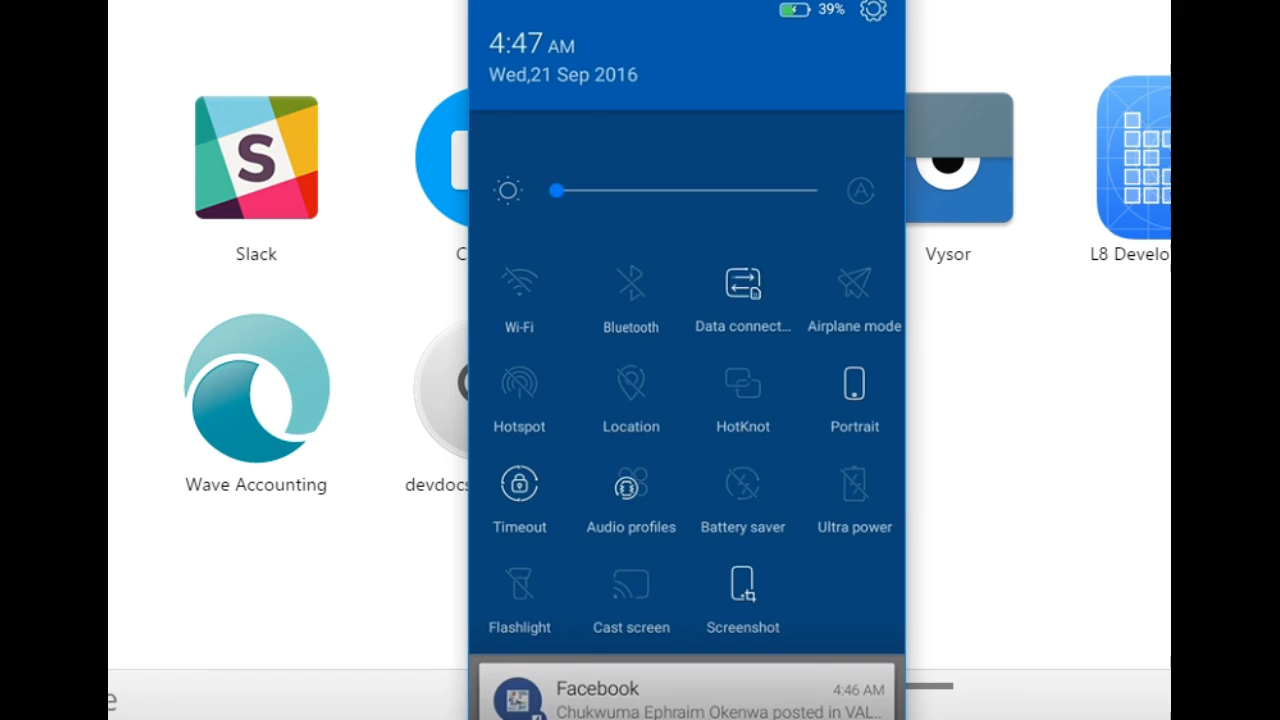 39%
4:47 AM
Wed,21 Sep 2016
A
S
Slack
C
Vysor
L8 Develo
Wi-Fi
Bluetooth
Data connect...
Airplane mode
Hotspot
Location
HotKnot
Portrait
Wave Accounting
devdocs
Timeout
Audio profiles
Battery saver
Ultra power
Flashlight
Cast screen
Screenshot
e
Facebook
4:46 AM
Chukwuma Ephraim Okenwa posted in VAL..